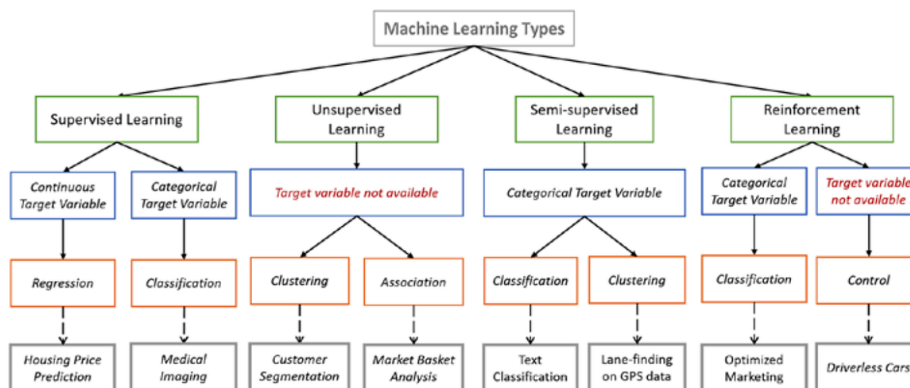 Machine Learning Types
Supervised Learning
Unsupervised
Learning
Semi-supervised
Learning
Reinforcement
Learning
Continuous
Target Variable
Categorical
Target Variable
Target variable not available
Categorical Target Variable
Categorical
Target Variable
Target variable
not available
Regression
Classification
Clustering
Association
Classification
Clustering
Classification
Control
Housing Price
Prediction
Medical
Imaging
Customer
Segmentation
Market Basket
Analysis
Text
Classification
Lane-finding
on GPS data
Optimized
Marketing
Driverless Cars